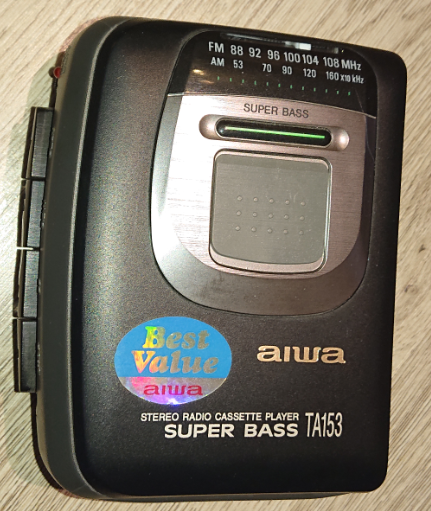 FM 88 92 96 100 104 108 MHz
AM 53 70 90 120 160 x10 kHz
SUPER BASS
Best
Value
aiwa
aiwa
STEREO RADIO CASSETTE PLAYER
SUPER BASS TA153